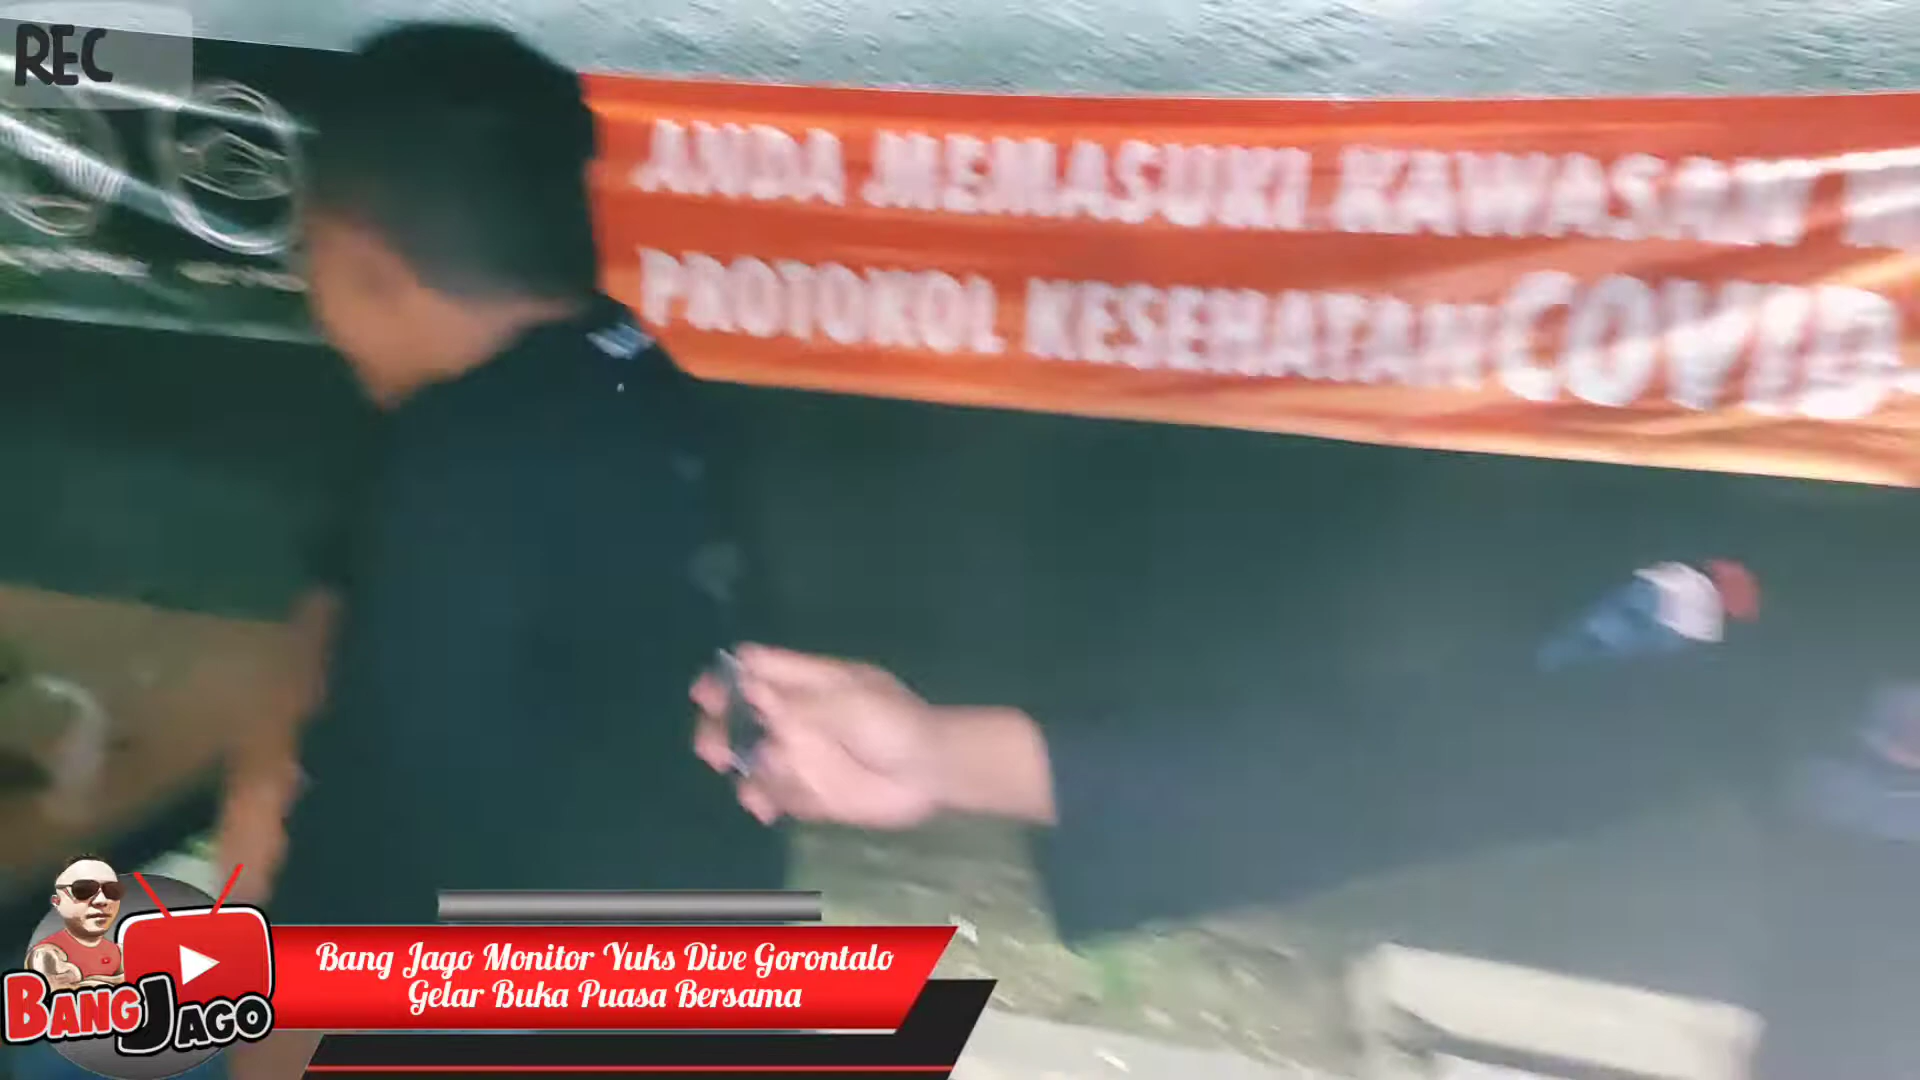 REC
ANDA MEMASUKI KAWASAN
PROTOKOL KESEHATAN COVID
Bang Jago Monitor Yuks Dive Gorontalo
Gelar Buka Puasa Bersama
BANG JAGO